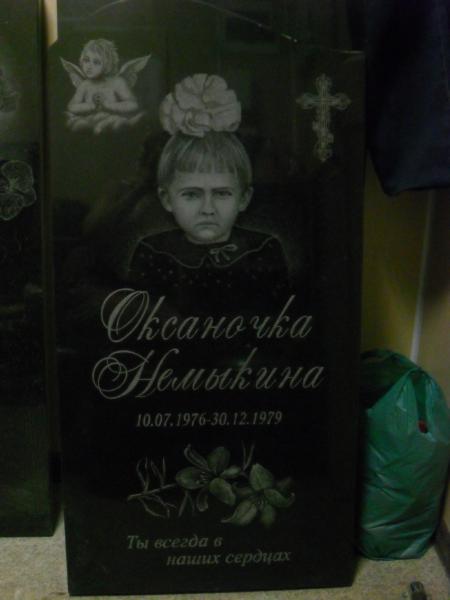 Оксаночка
Немыкина
10.07.1976-30.12.1979
Ты всегда в
наших сердцах